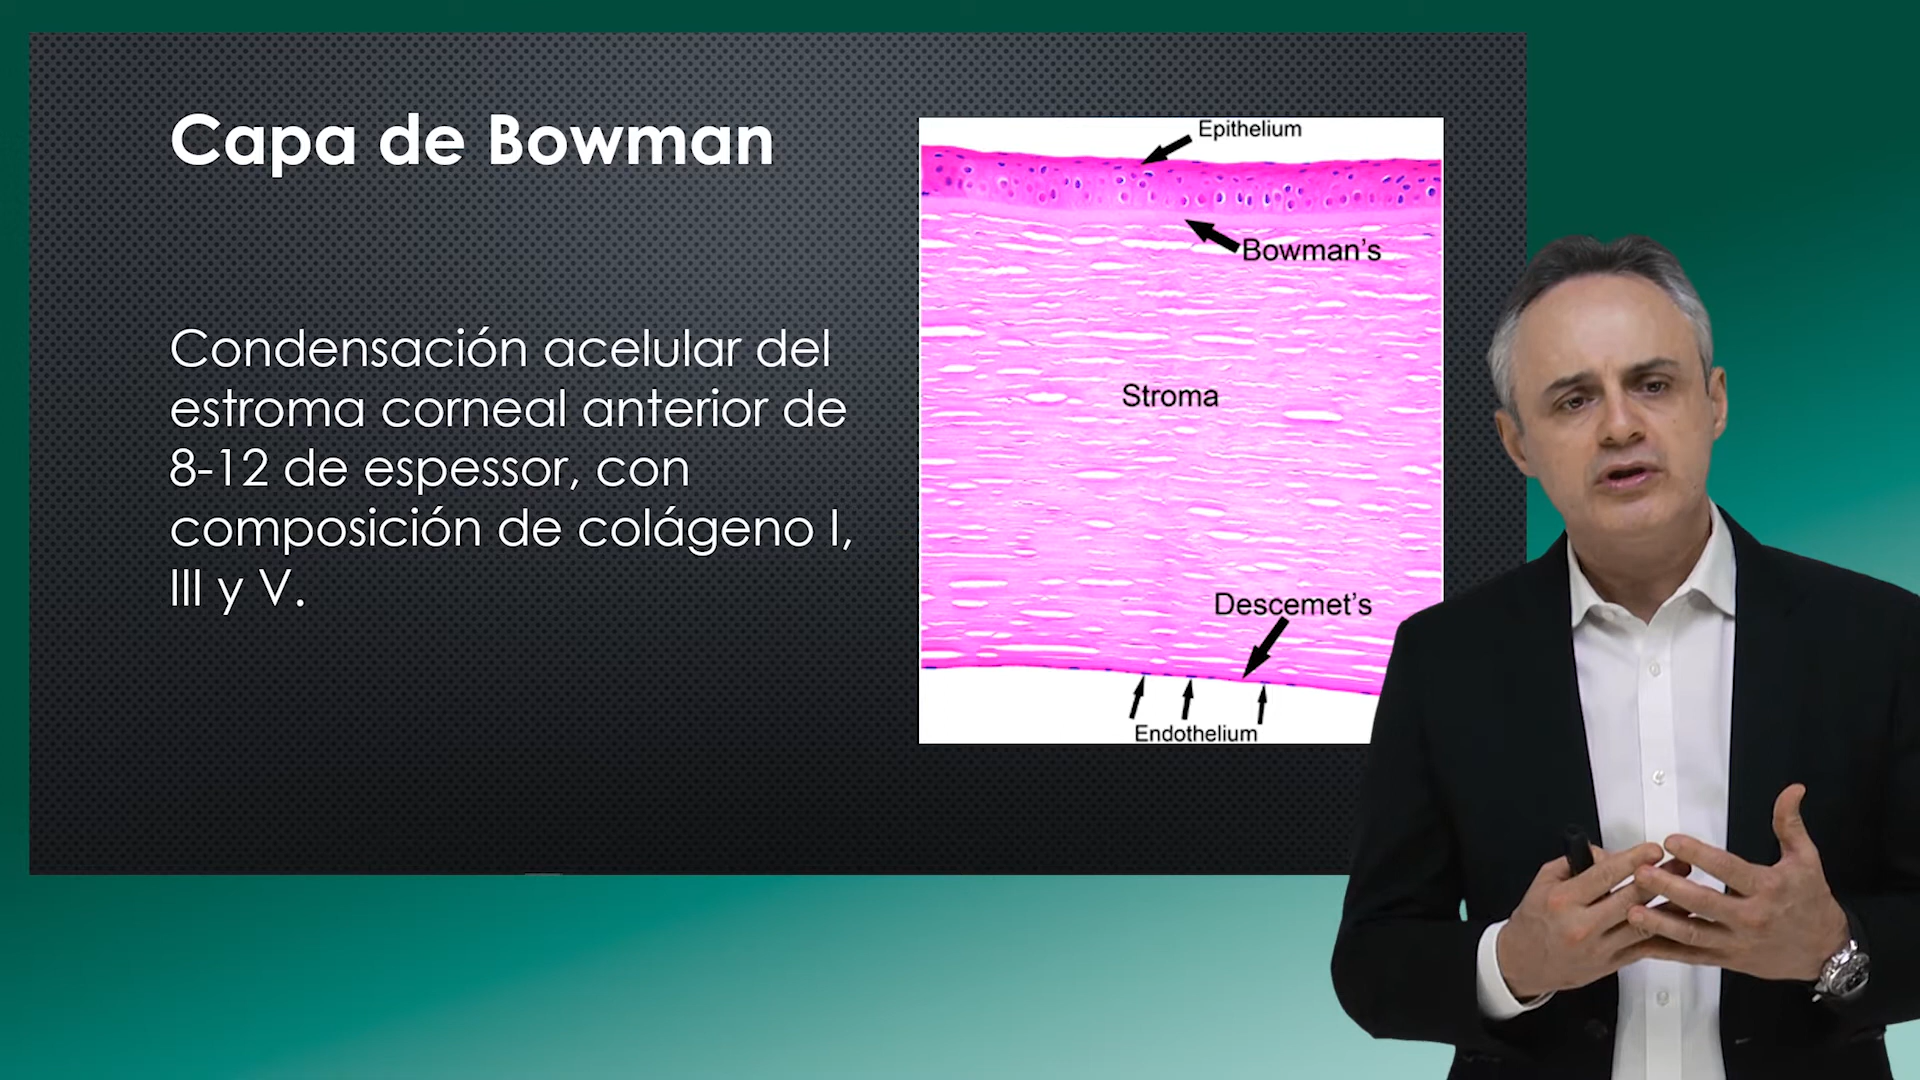 Capa de Bowman
Condensación acelular del
estroma corneal anterior de
8-12 de espessor, con
composición de colágeno I,
III y V.
Epithelium
Bowman's
Stroma
Descemet's
Endothelium